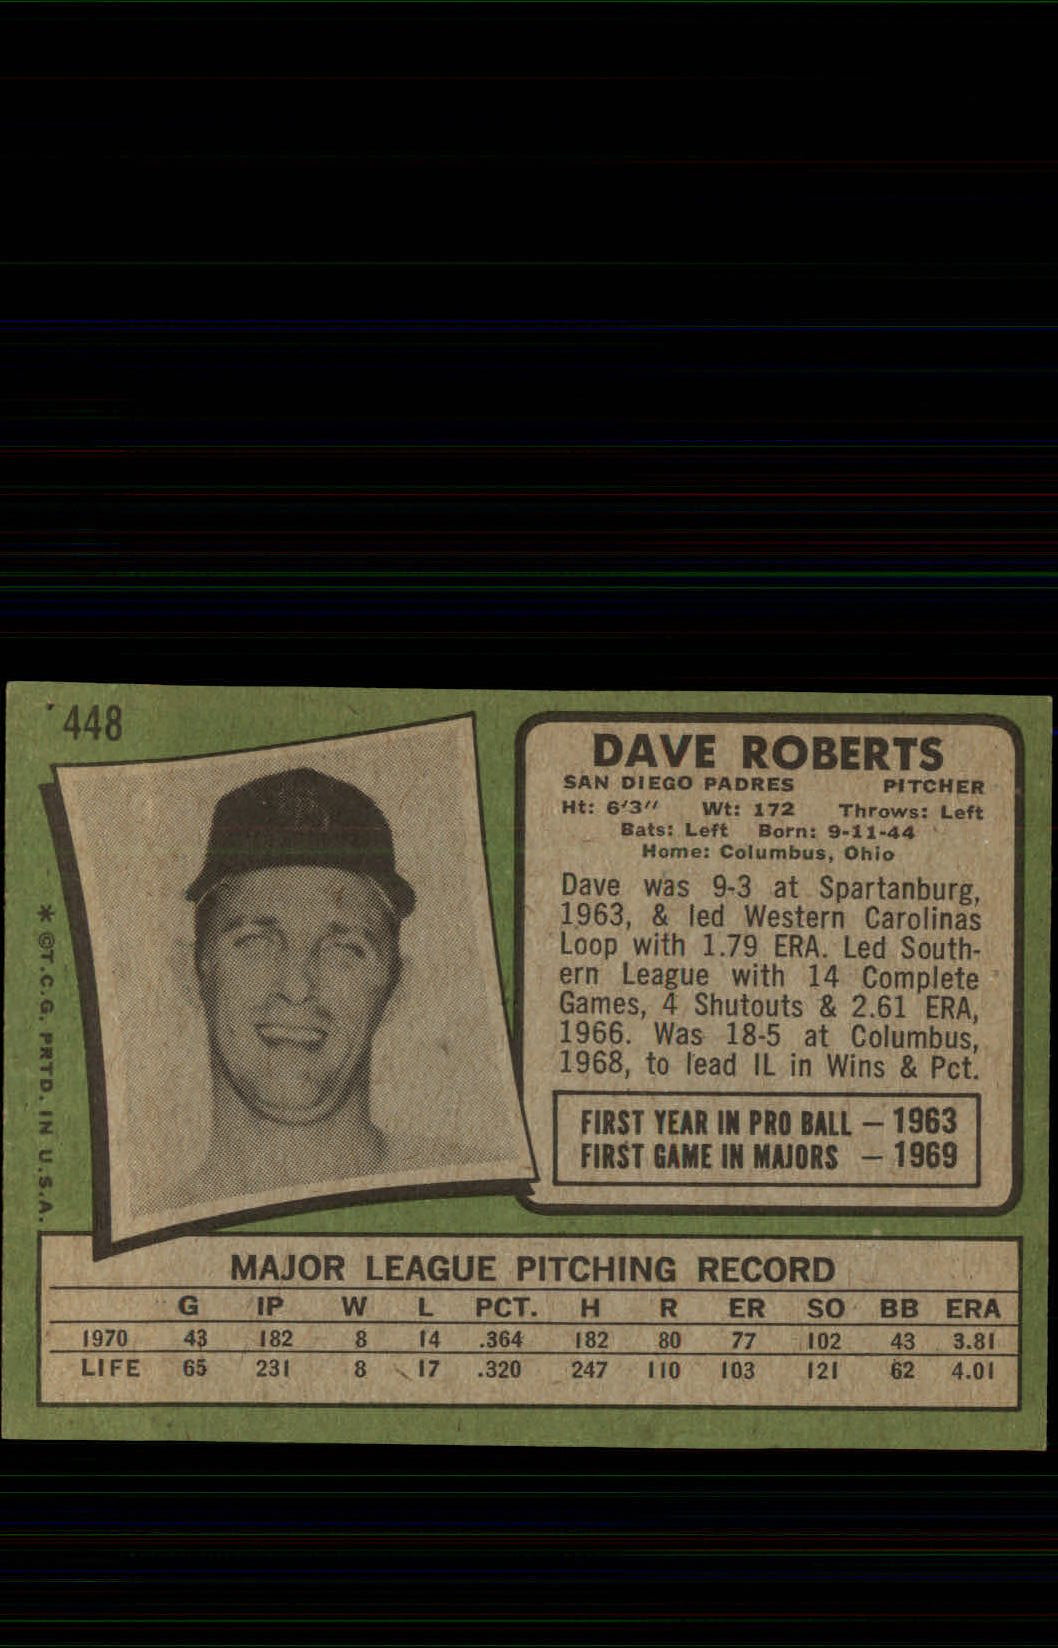 448
DAVE ROBERTS
SAN DIEGO PADRES PITCHER
Ht: 6'3" Wt: 172 Throws: Left
Bats: Left Born: 9-11-44
Home: Columbus, Ohio
Dave was 9-3 at Spartanburg,
1963, & led Western Carolinas
Loop with 1.79 ERA. Led South-
ern League with 14 Complete
Games, 4 Shutouts & 2.61 ERA,
1966. Was 18-5 at Columbus,
1968, to lead IL in Wins & Pct.
FIRST YEAR IN PRO BALL — 1963
FIRST GAME IN MAJORS — 1969
* ©T.C.G. PRTD. IN U.S.A.
MAJOR LEAGUE PITCHING RECORD
G IP W L PCT. H R ER SO BB ERA
1970 43 182 8 14 .364 182 80 77 102 43 3.81
LIFE 65 231 8 17 .320 247 110 103 121 62 4.01